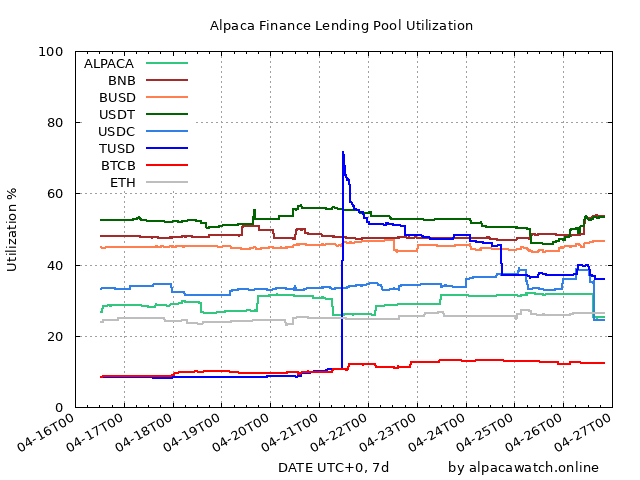 Alpaca Finance Lending Pool Utilization
Utilization %
100
80
60
40
20
0
ALPACA
BNB
BUSD
USDT
USDC
TUSD
BTCB
ETH
04-16T00
04-17T00
04-18T00
04-19T00
04-20T00
04-21T00
04-22T00
04-23T00
04-24T00
04-25T00
04-26T00
04-27T00
DATE UTC+0, 7d
by alpacawatch.online